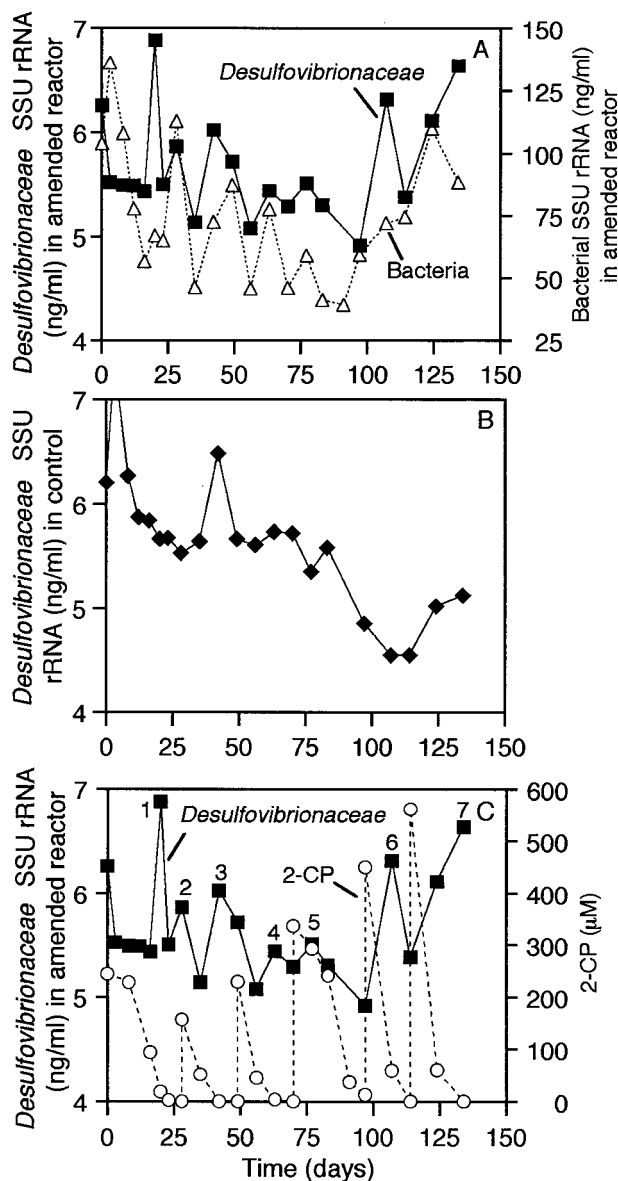 Desulfovibrionaceae SSU rRNA
(ng/ml) in amended reactor
7
6
5
4
A
Desulfovibrionaceae
Bacteria
150
125
100
75
50
25
Bacterial SSU rRNA (ng/ml)
in amended reactor
0 25 50 75 100 125 150
Desulfovibrionaceae SSU
rRNA (ng/ml) in control
7
6
5
4
B
0 25 50 75 100 125 150
Desulfovibrionaceae SSU rRNA
(ng/ml) in amended reactor
7
6
5
4
1
Desulfovibrionaceae
2
3
4
5
2-CP
6
7
C
600
500
400
300
200
100
0
2-CP (µM)
0 25 50 75 100 125 150
Time (days)